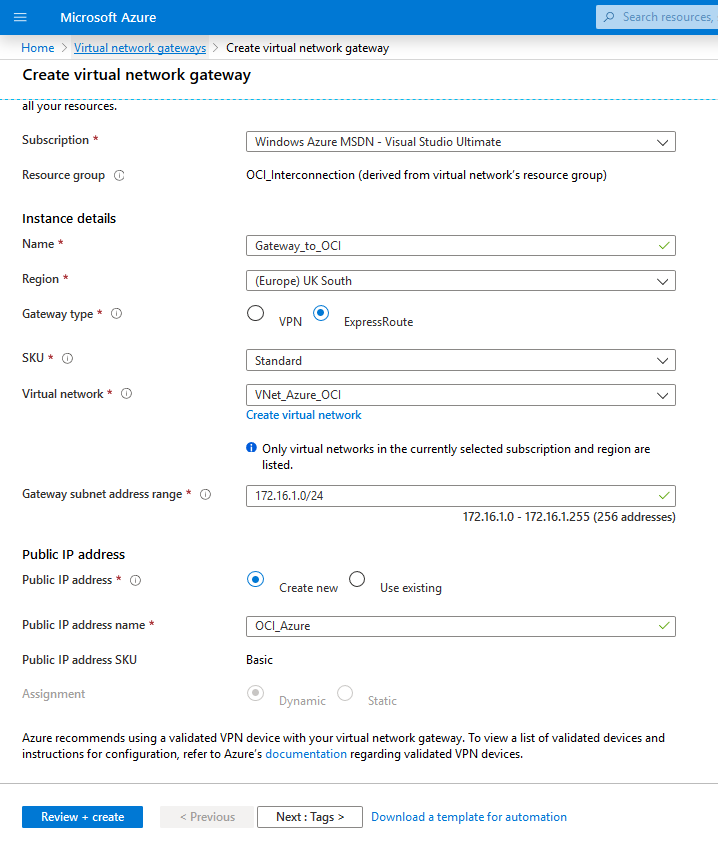 Microsoft Azure
Search resources,
Home > Virtual network gateways > Create virtual network gateway
Create virtual network gateway
all your resources.
Subscription *
Windows Azure MSDN - Visual Studio Ultimate
Resource group
OCI_Interconnection (derived from virtual network's resource group)
Instance details
Name *
Gateway_to_OCI
Region *
(Europe) UK South
Gateway type *
VPN
ExpressRoute
SKU *
Standard
Virtual network *
VNet_Azure_OCI
Create virtual network
Only virtual networks in the currently selected subscription and region are
listed.
Gateway subnet address range *
172.16.1.0/24
172.16.1.0 - 172.16.1.255 (256 addresses)
Public IP address
Public IP address *
Create new
Use existing
Public IP address name *
OCI_Azure
Public IP address SKU
Basic
Assignment
Dynamic
Static
Azure recommends using a validated VPN device with your virtual network gateway. To view a list of validated devices and
instructions for configuration, refer to Azure's documentation regarding validated VPN devices.
Review + create
< Previous
Next : Tags >
Download a template for automation